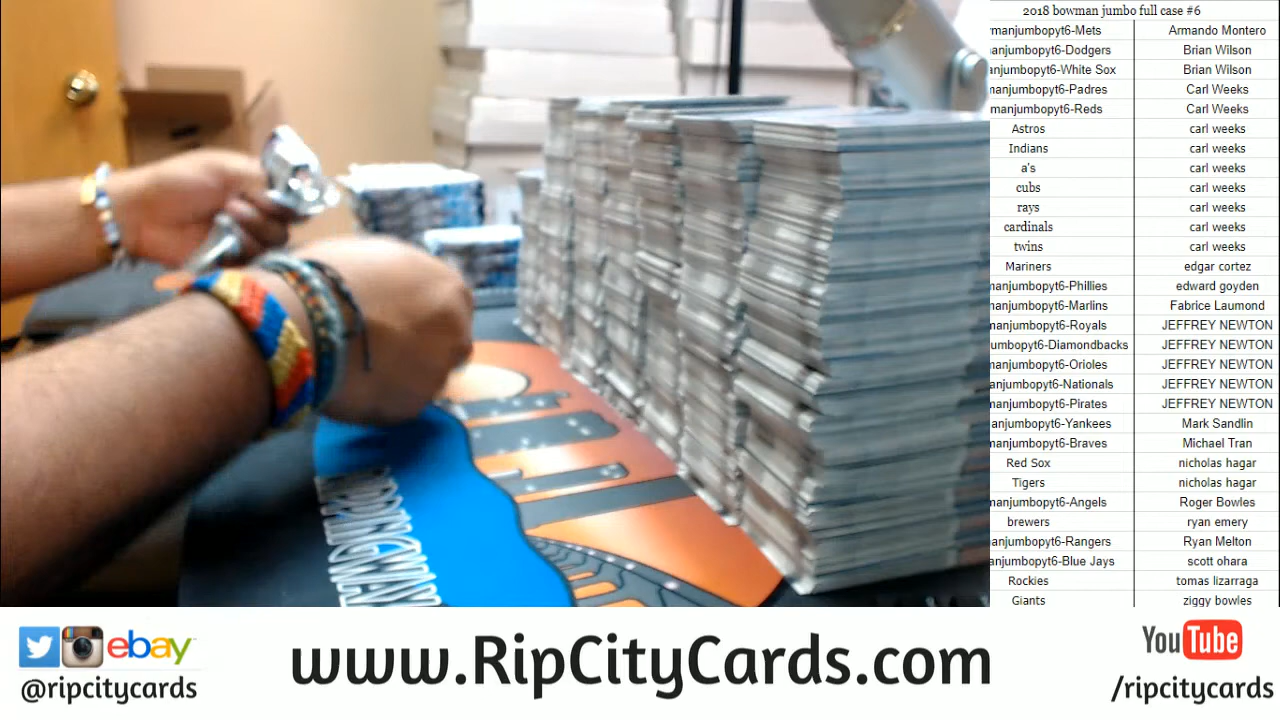 2018 bowman jumbo full case #6
manjumbopyt6-Mets Armando Montero
anjumbopyt6-Dodgers Brian Wilson
anjumbopyt6-White Sox Brian Wilson
manjumbopyt6-Padres Carl Weeks
manjumbopyt6-Reds Carl Weeks
Astros carl weeks
Indians carl weeks
a's carl weeks
cubs carl weeks
rays carl weeks
cardinals carl weeks
twins carl weeks
Mariners edgar cortez
manjumbopyt6-Phillies edward goyden
manjumbopyt6-Marlins Fabrice Laumond
manjumbopyt6-Royals JEFFREY NEWTON
umbopyt6-Diamondbacks JEFFREY NEWTON
manjumbopyt6-Orioles JEFFREY NEWTON
anjumbopyt6-Nationals JEFFREY NEWTON
manjumbopyt6-Pirates JEFFREY NEWTON
anjumbopyt6-Yankees Mark Sandlin
manjumbopyt6-Braves Michael Tran
Red Sox nicholas hagar
Tigers nicholas hagar
manjumbopyt6-Angels Roger Bowles
brewers ryan emery
manjumbopyt6-Rangers Ryan Melton
anjumbopyt6-Blue Jays scott ohara
Rockies tomas lizarraga
Giants ziggy bowles
ebay
@ripcitycards
www.RipCityCards.com
YouTube
/ripcitycards